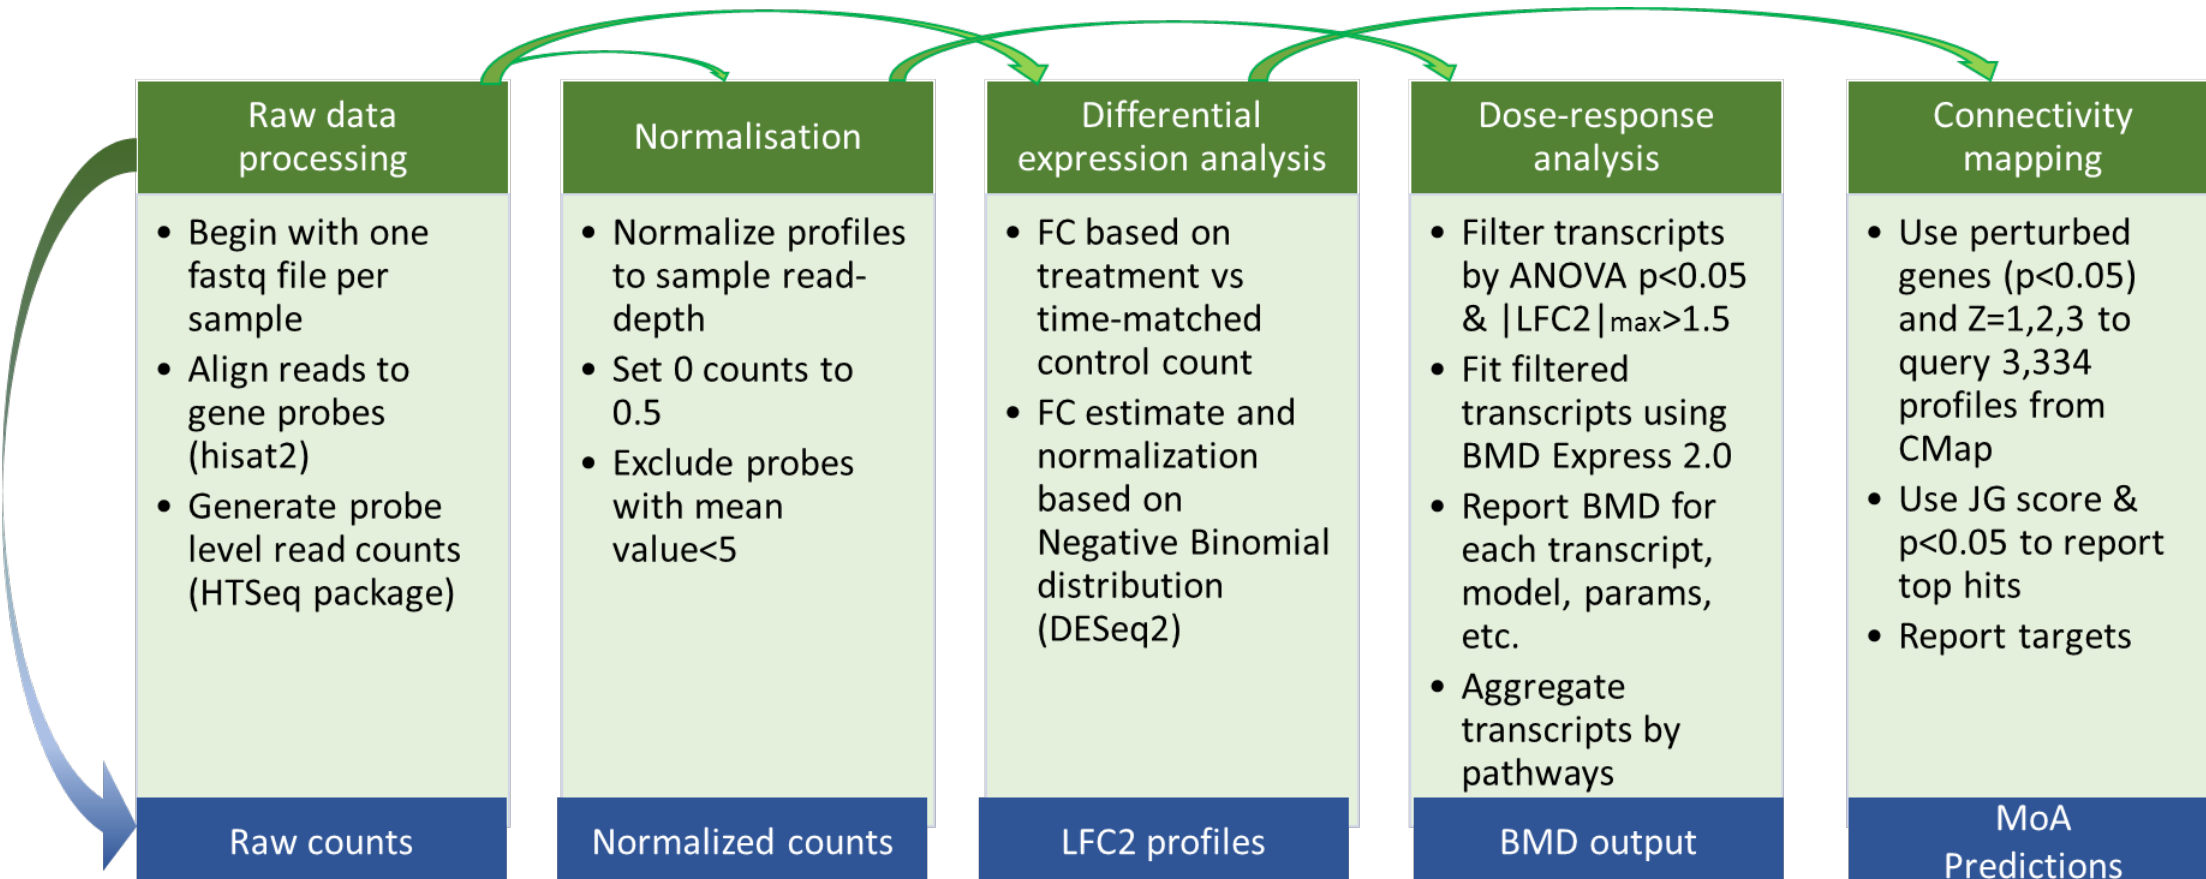 Raw data
processing
• Begin with one
fastq file per
sample
• Align reads to
gene probes
(hisat2)
• Generate probe
level read counts
(HTSeq package)
Raw counts
Normalisation
• Normalize profiles
to sample read-
depth
• Set 0 counts to
0.5
• Exclude probes
with mean
value<5
Normalized counts
Differential
expression analysis
• FC based on
treatment vs
time-matched
control count
• FC estimate and
normalization
based on
Negative Binomial
distribution
(DESeq2)
LFC2 profiles
Dose-response
analysis
• Filter transcripts
by ANOVA p<0.05
& |LFC2|max>1.5
• Fit filtered
transcripts using
BMD Express 2.0
• Report BMD for
each transcript,
model, params,
etc.
• Aggregate
transcripts by
pathways
BMD output
Connectivity
mapping
• Use perturbed
genes (p<0.05)
and Z=1,2,3 to
query 3,334
profiles from
CMap
• Use JG score &
p<0.05 to report
top hits
• Report targets
MoA
Predictions